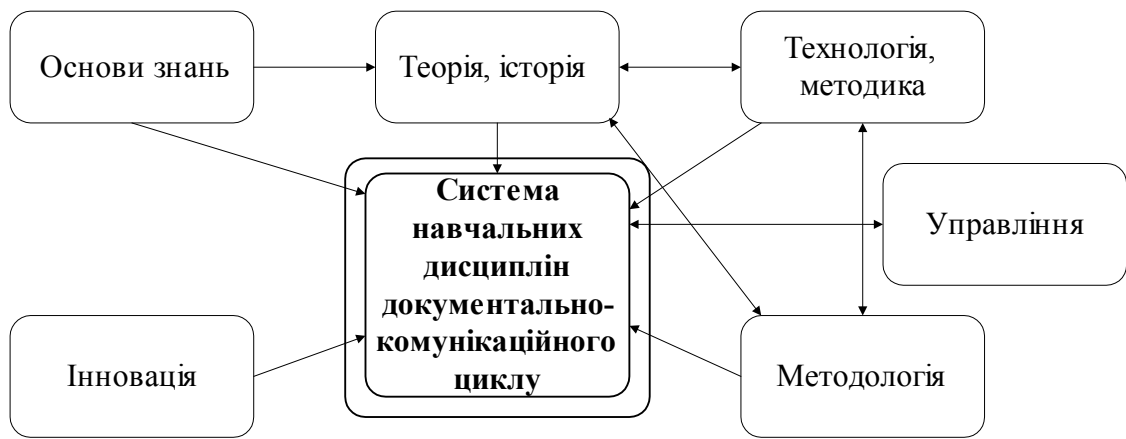 Основи знань
Теорія, історія
Технологія,
методика
Система
навчальних
дисциплін
документально-
комунікаційного
циклу
Управління
Інновація
Методологія